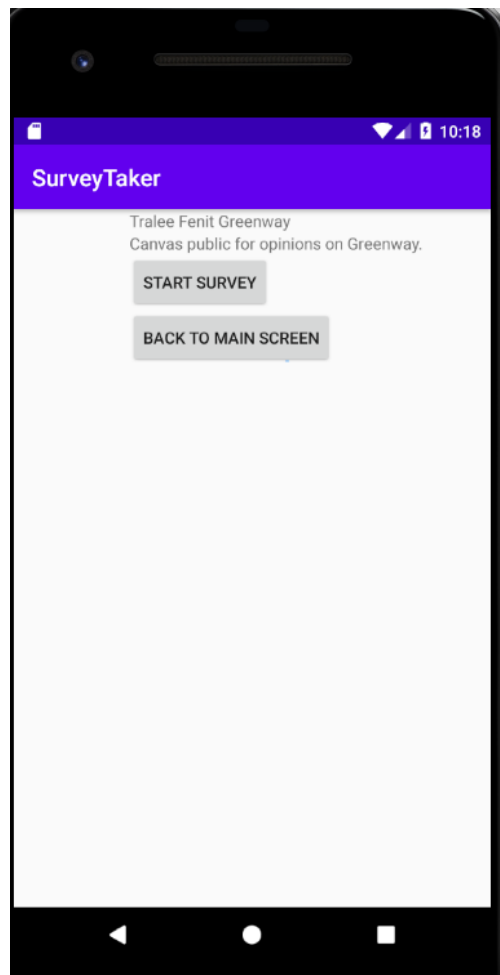 10:18
SurveyTaker
Tralee Fenit Greenway
Canvas public for opinions on Greenway.
START SURVEY
BACK TO MAIN SCREEN